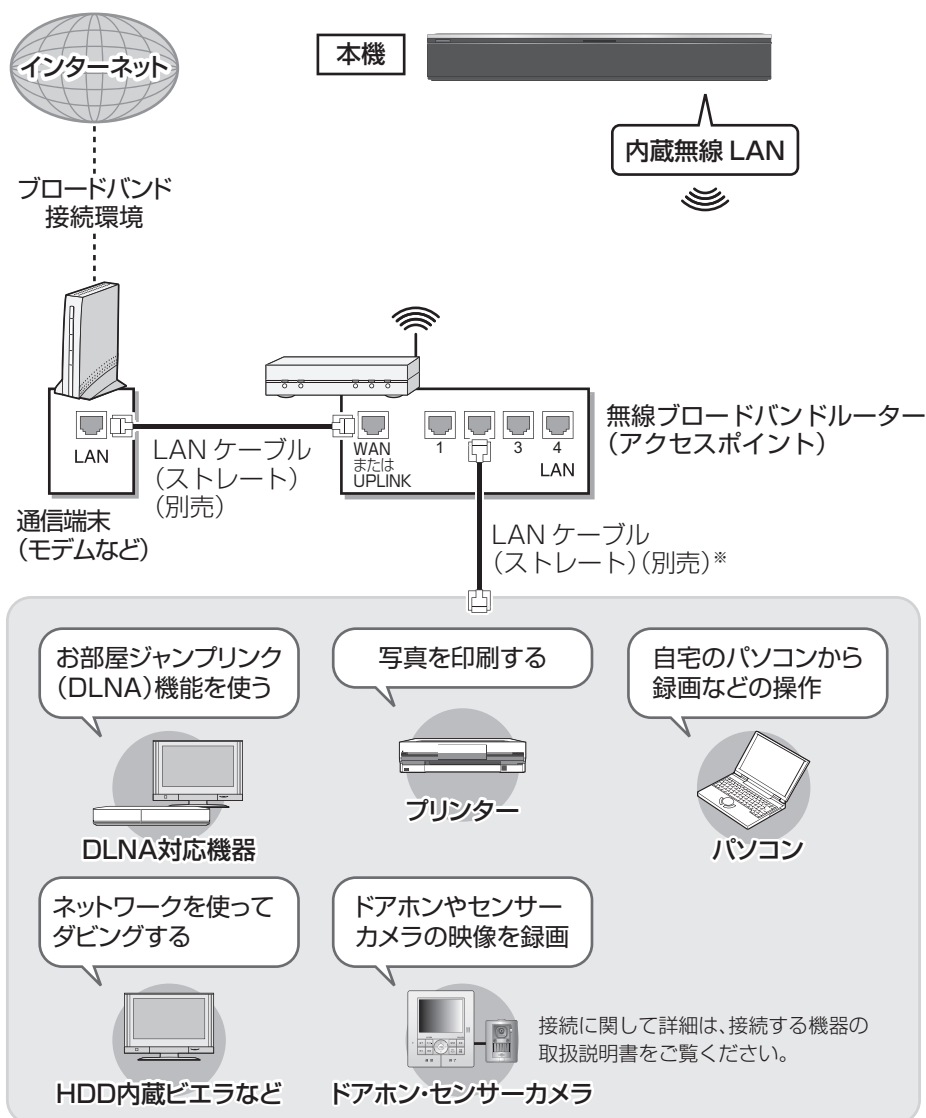 インターネット
本機
内蔵無線 LAN
ブロードバンド
接続環境
LAN
LAN ケーブル
（ストレート）
（別売）
WAN
または
UPLINK
1
3
4
LAN
無線ブロードバンドルーター
（アクセスポイント）
通信端末
（モデムなど）
LAN ケーブル
（ストレート）（別売）※
お部屋ジャンプリンク
（DLNA）機能を使う
DLNA対応機器
写真を印刷する
プリンター
自宅のパソコンから
録画などの操作
パソコン
ネットワークを使って
ダビングする
HDD内蔵ビエラなど
ドアホンやセンサー
カメラの映像を録画
ドアホン・センサーカメラ
接続に関して詳細は、接続する機器の
取扱説明書をご覧ください。